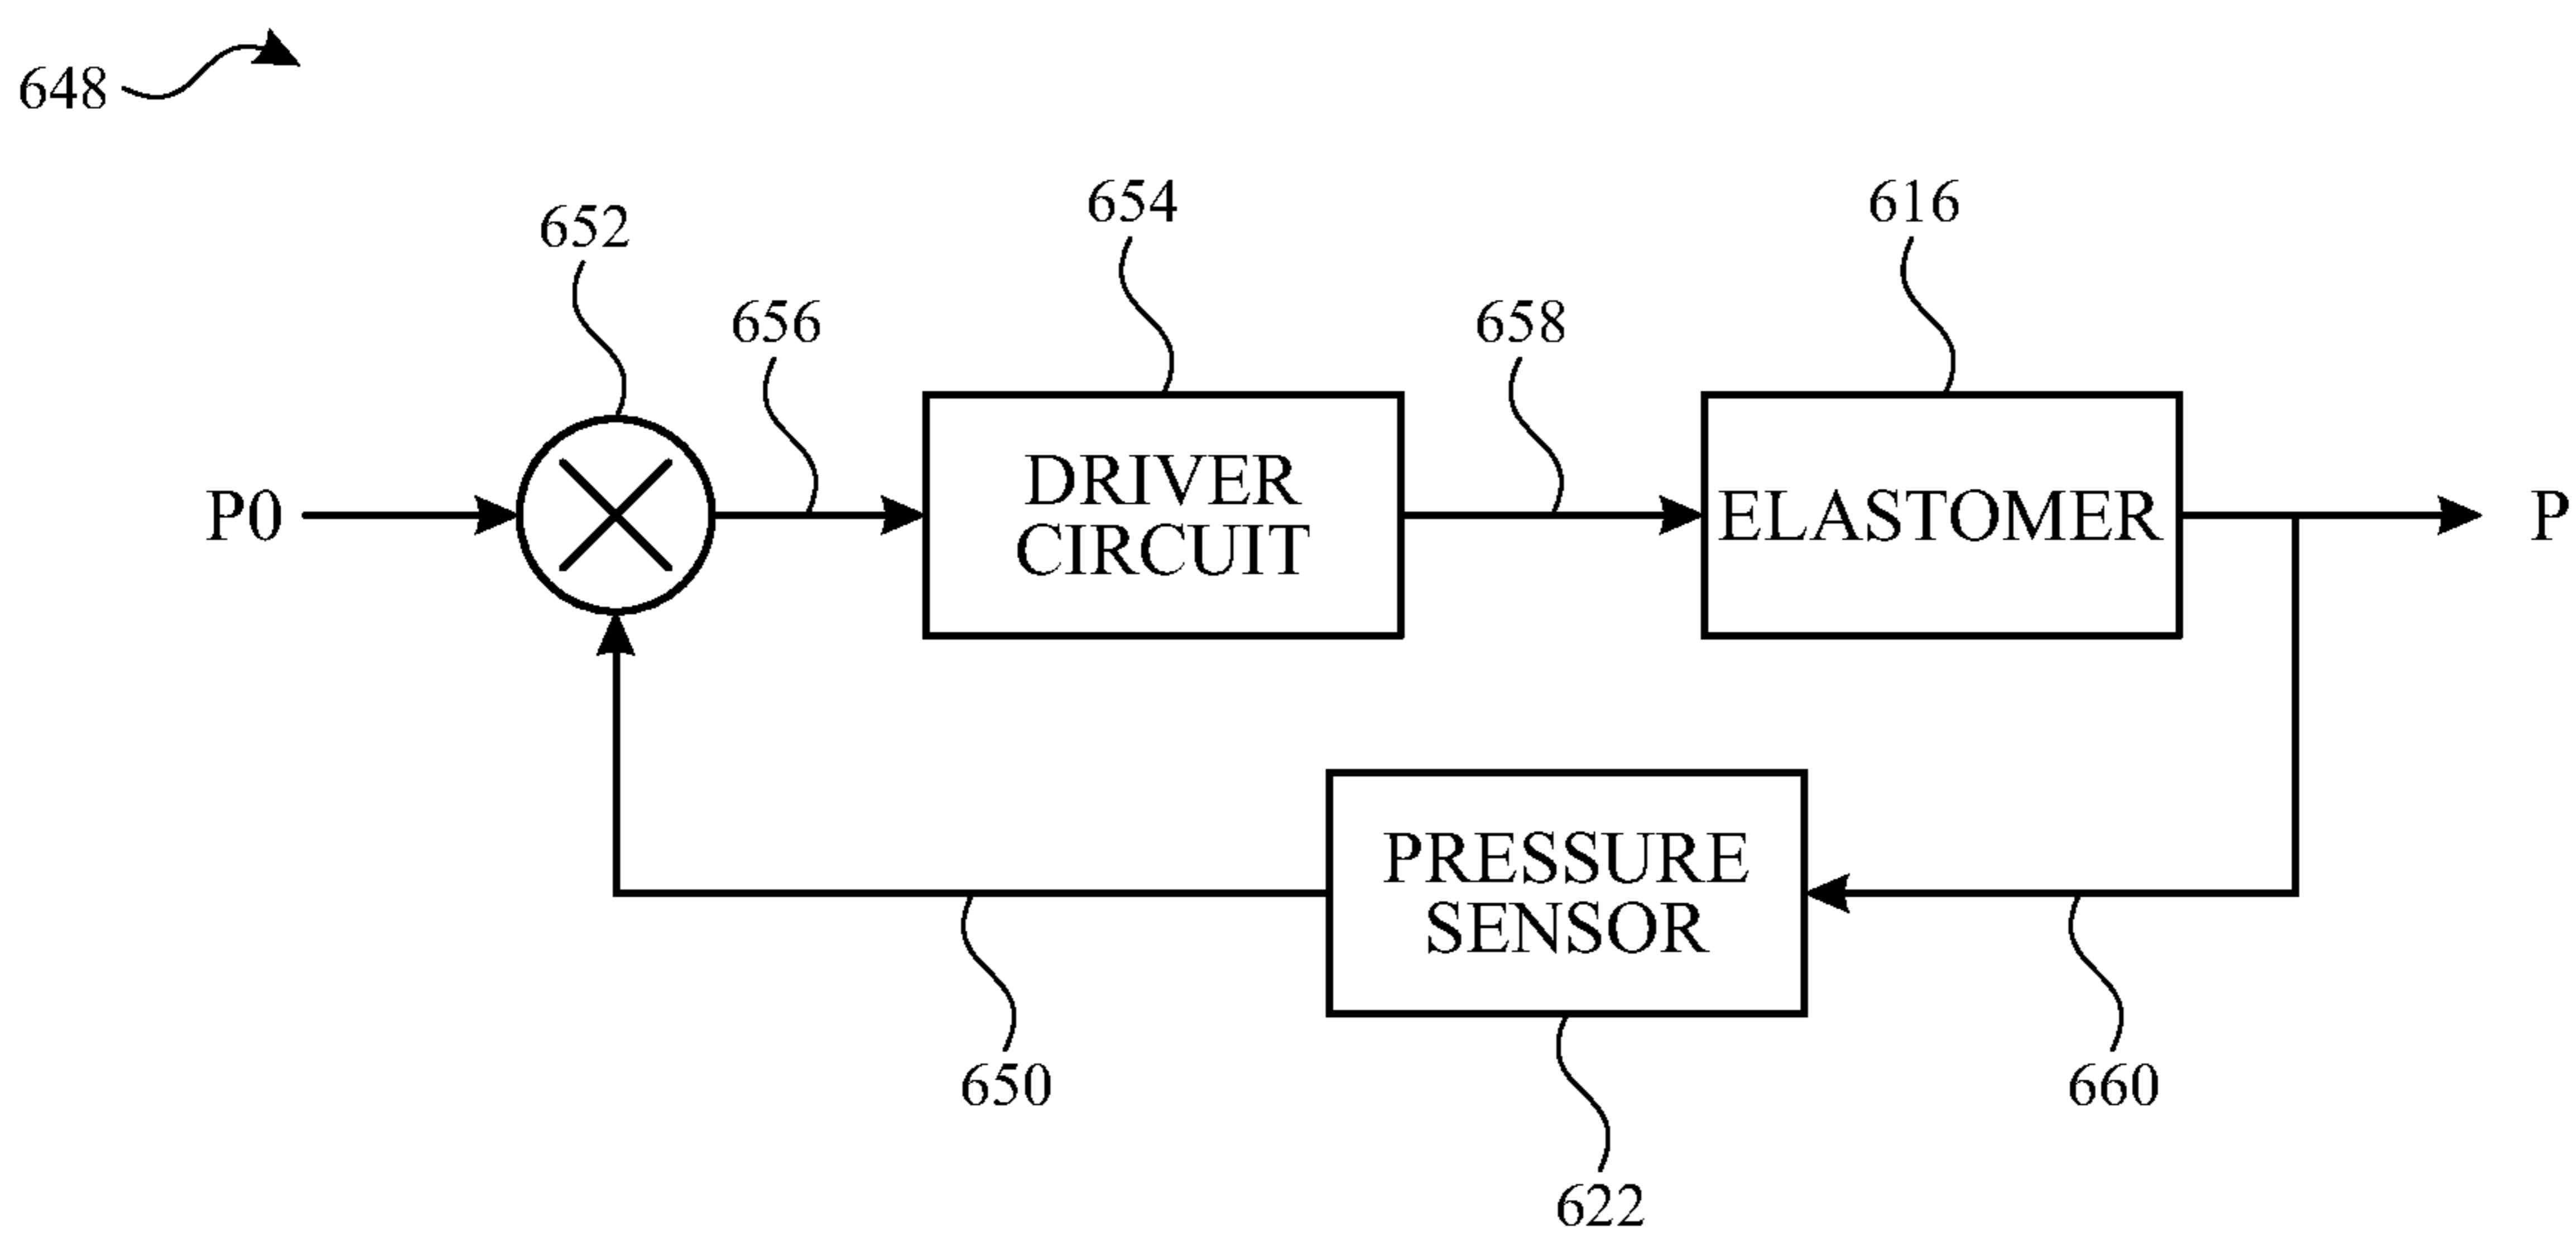 648
652
654
616
656
658
P0
DRIVER
CIRCUIT
ELASTOMER
P
PRESSURE
SENSOR
650
660
622